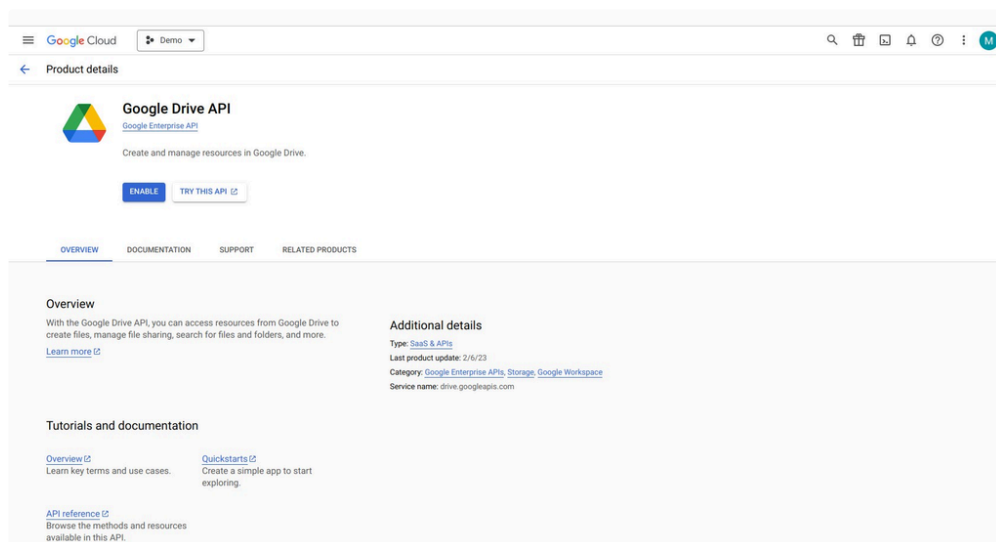 Google Cloud
Demo
M
Product details
Google Drive API
Google Enterprise API
Create and manage resources in Google Drive.
ENABLE
TRY THIS API
OVERVIEW DOCUMENTATION SUPPORT RELATED PRODUCTS
Overview
With the Google Drive API, you can access resources from Google Drive to
create files, manage file sharing, search for files and folders, and more.
Learn more
Additional details
Type: SaaS & APIs
Last product update: 2/6/23
Category: Google Enterprise APIs, Storage, Google Workspace
Service name: drive.googleapis.com
Tutorials and documentation
Overview
Learn key terms and use cases.
Quickstarts
Create a simple app to start
exploring.
API reference
Browse the methods and resources
available in this API.